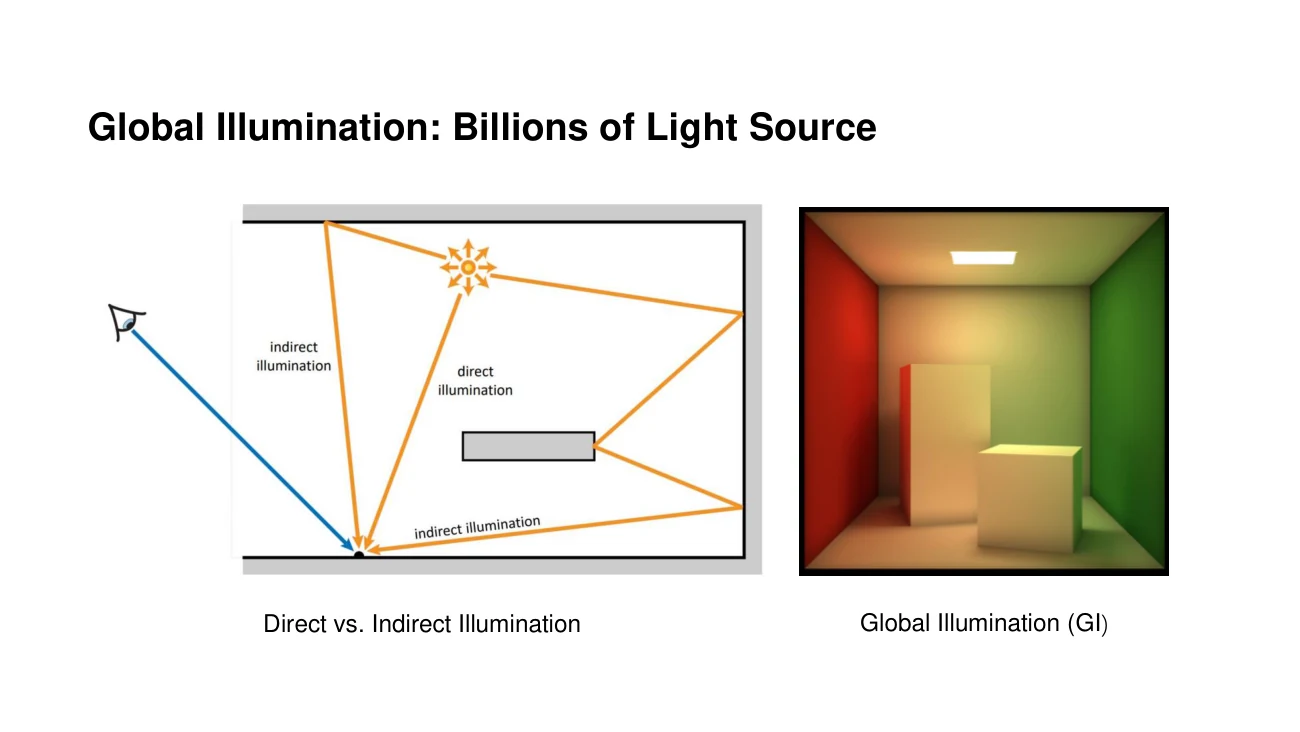 Global Illumination: Billions of Light Source
indirect
illumination
direct
illumination
indirect illumination
Direct vs. Indirect Illumination
Global Illumination (GI)